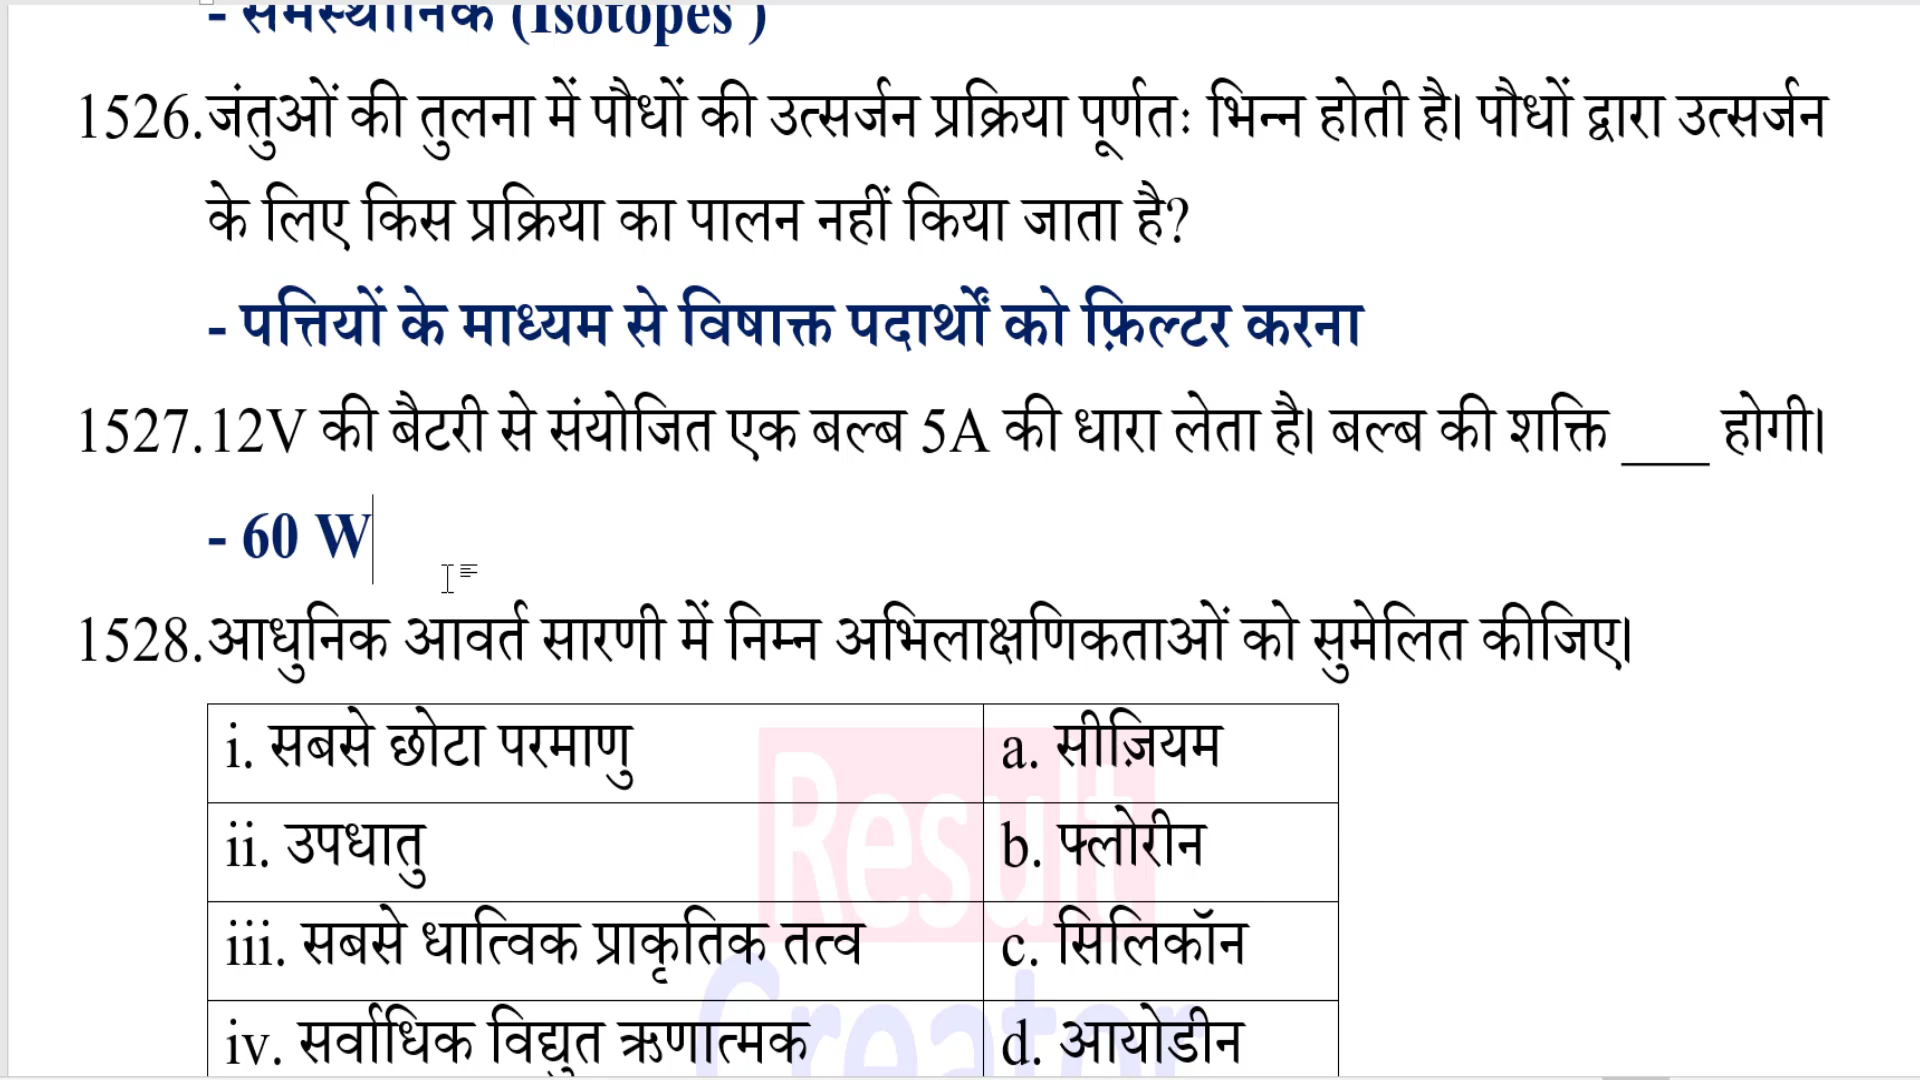 - समस्थानिक (Isotopes )
1526.जंतुओं की तुलना में पौधों की उत्सर्जन प्रक्रिया पूर्णतः भिन्न होती है। पौधों द्वारा उत्सर्जन
के लिए किस प्रक्रिया का पालन नहीं किया जाता है?
- पत्तियों के माध्यम से विषाक्त पदार्थों को फ़िल्टर करना
1527.12V की बैटरी से संयोजित एक बल्ब 5A की धारा लेता है। बल्ब की शक्ति ___ होगी।
- 60 W
1528.आधुनिक आवर्त सारणी में निम्न अभिलाक्षणिकताओं को सुमेलित कीजिए।
i. सबसे छोटा परमाणु a. सीज़ियम
ii. उपधातु b. फ्लोरीन
iii. सबसे धात्विक प्राकृतिक तत्व c. सिलिकॉन
iv. सर्वाधिक विद्युत ऋणात्मक d. आयोडीन
Result
Creator